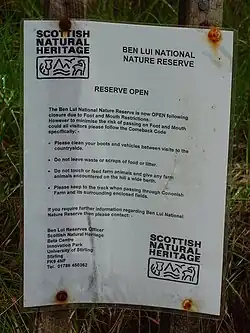 SCOTTISH
NATURAL
HERITAGE
BEN LUI NATIONAL
NATURE RESERVE
RESERVE OPEN
The Ben Lui National Nature Reserve is now OPEN following
closure due to Foot and Mouth Restrictions.
However to minimise the risk of passing on Foot and Mouth
could all visitors please follow the Comeback Code
specifically: -
Please clean your boots and vehicles between visits to the
countryside.
Do not leave waste or scraps of food or litter.
Do not touch or feed farm animals and give any farm
animals encountered on the hill a wide berth.
Please keep to the track when passing through Cononish
Farm and its surrounding enclosed fields.
If you require further information regarding Ben Lui National
Nature Reserve then please contact: -
Ben Lui Reserves Officer
Scottish Natural Heritage
Beta Centre
Innovation Park
University of Stirling
Stirling
FK9 4NF
Tel. 01786 450362
SCOTTISH
NATURAL
HERITAGE